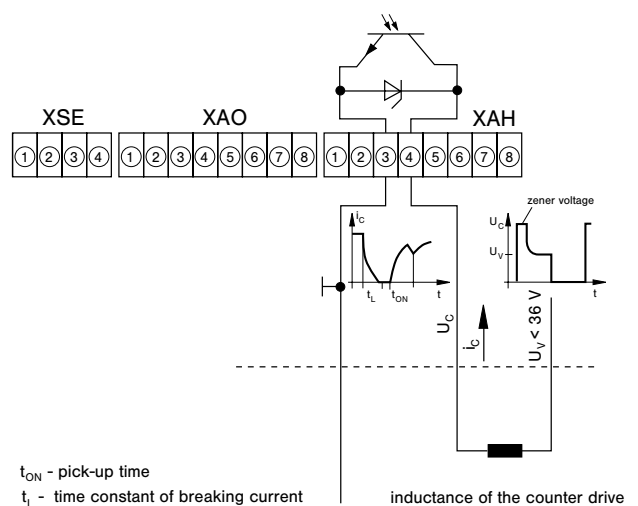 XSE XAO XAH
1 2 3 4 1 2 3 4 5 6 7 8 1 2 3 4 5 6 7 8
zener voltage
i_C
U_C
U_V
t_L t_ON t
t
U_C
i_C
U_V < 36 V
t_ON - pick-up time
t_L - time constant of breaking current
inductance of the counter drive